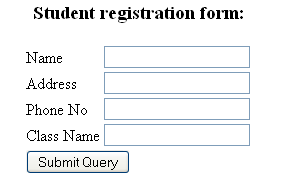 Student registration form:
Name
Address
Phone No
Class Name
Submit Query